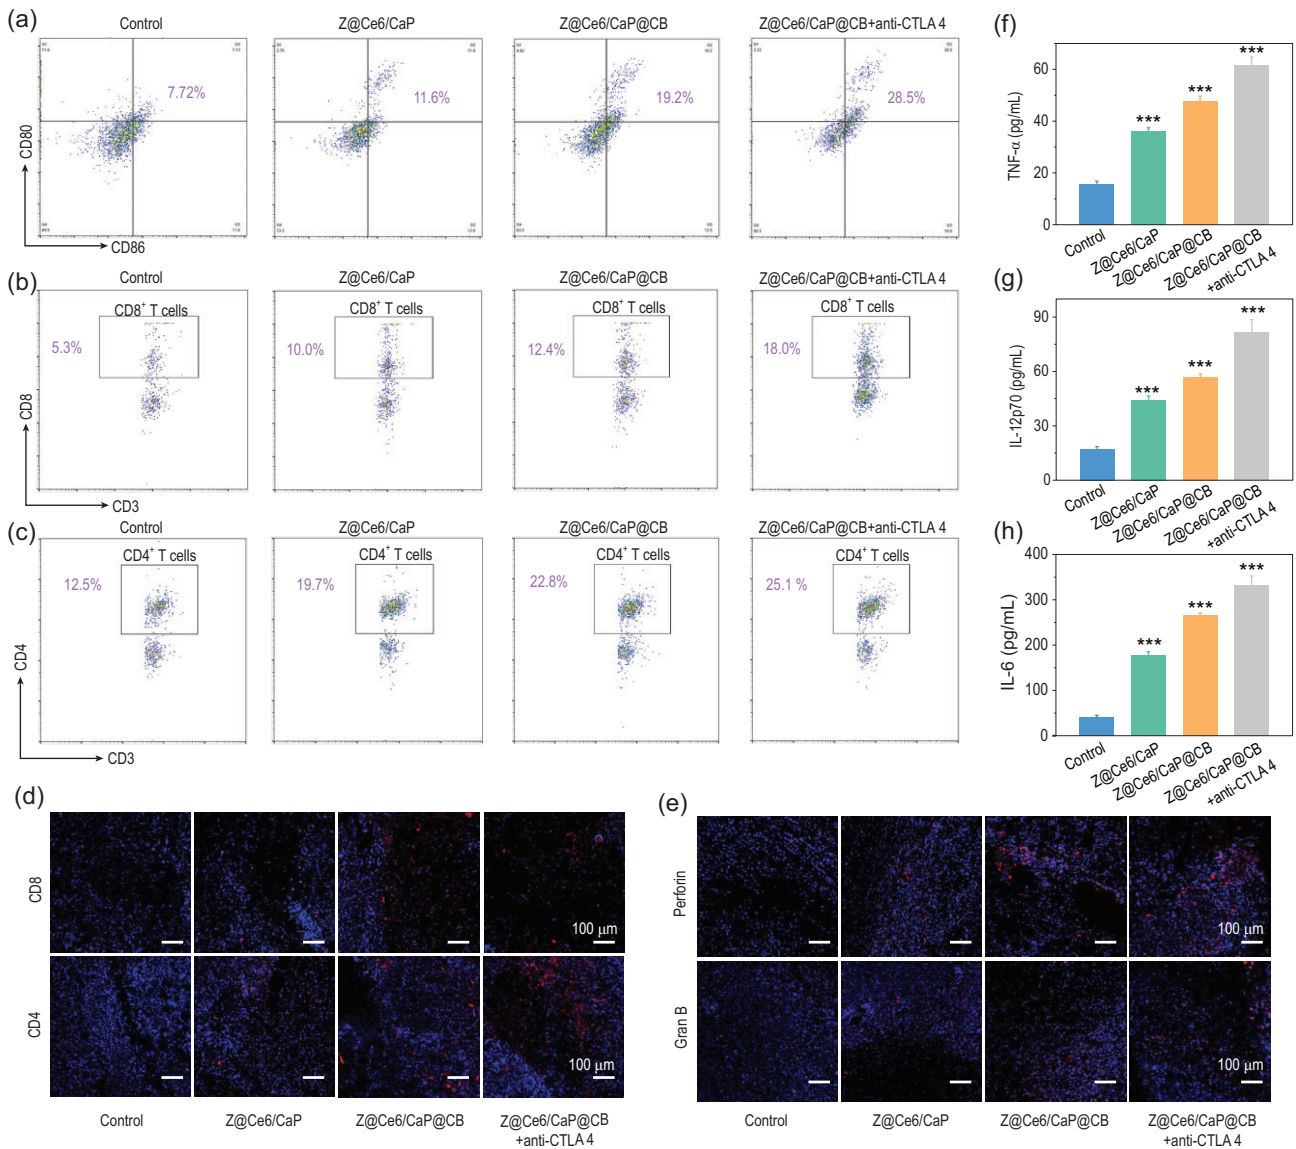 (a)
Control
Z@Ce6/CaP
Z@Ce6/CaP@CB
Z@Ce6/CaP@CB+anti-CTLA 4
7.72%
11.6%
19.2%
28.5%
CD80
CD86
(b)
Control
Z@Ce6/CaP
Z@Ce6/CaP@CB
Z@Ce6/CaP@CB+anti-CTLA 4
CD8+ T cells
CD8+ T cells
CD8+ T cells
CD8+ T cells
5.3%
10.0%
12.4%
18.0%
CD8
CD3
(c)
Control
Z@Ce6/CaP
Z@Ce6/CaP@CB
Z@Ce6/CaP@CB+anti-CTLA 4
CD4+ T cells
CD4+ T cells
CD4+ T cells
CD4+ T cells
12.5%
19.7%
22.8%
25.1 %
CD4
CD3
(d)
CD8
100 μm
CD4
100 μm
Control
Z@Ce6/CaP
Z@Ce6/CaP@CB
Z@Ce6/CaP@CB
+anti-CTLA 4
(e)
Perforin
100 μm
Gran B
100 μm
Control
Z@Ce6/CaP
Z@Ce6/CaP@CB
Z@Ce6/CaP@CB
+anti-CTLA 4
(f)
TNF-α (pg/mL)
60
40
20
0
***
***
***
Control
Z@Ce6/CaP
Z@Ce6/CaP@CB
Z@Ce6/CaP@CB
+anti-CTLA 4
(g)
IL-12p70 (pg/mL)
90
60
30
0
***
***
***
Control
Z@Ce6/CaP
Z@Ce6/CaP@CB
Z@Ce6/CaP@CB
+anti-CTLA 4
(h)
IL-6 (pg/mL)
400
300
200
100
0
***
***
***
Control
Z@Ce6/CaP
Z@Ce6/CaP@CB
Z@Ce6/CaP@CB
+anti-CTLA 4